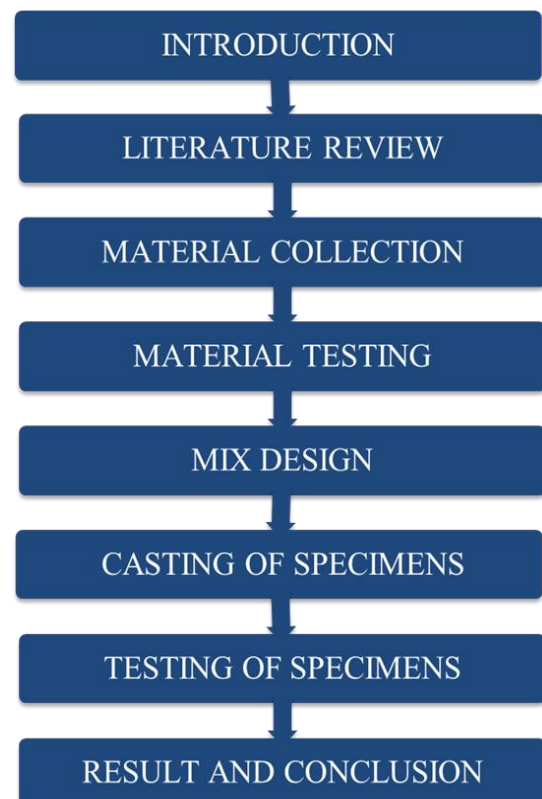 INTRODUCTION
LITERATURE REVIEW
MATERIAL COLLECTION
MATERIAL TESTING
MIX DESIGN
CASTING OF SPECIMENS
TESTING OF SPECIMENS
RESULT AND CONCLUSION